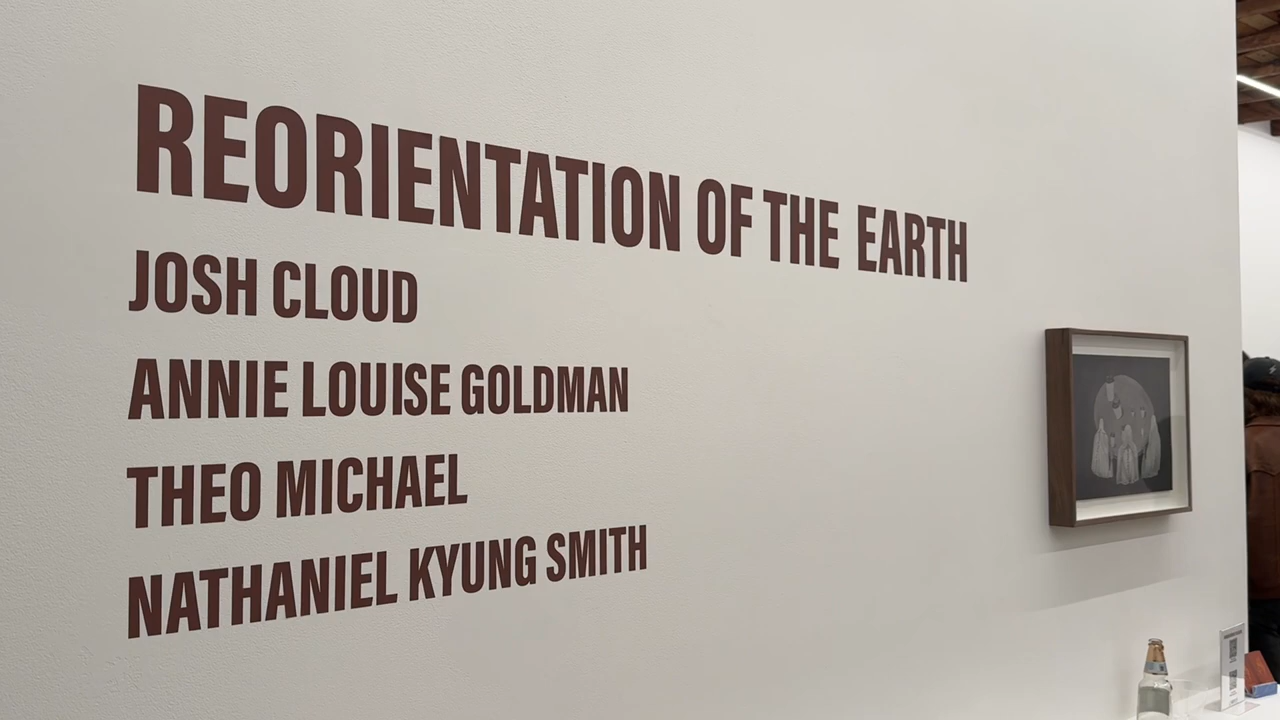 REORIENTATION OF THE EARTH
JOSH CLOUD
ANNIE LOUISE GOLDMAN
THEO MICHAEL
NATHANIEL KYUNG SMITH